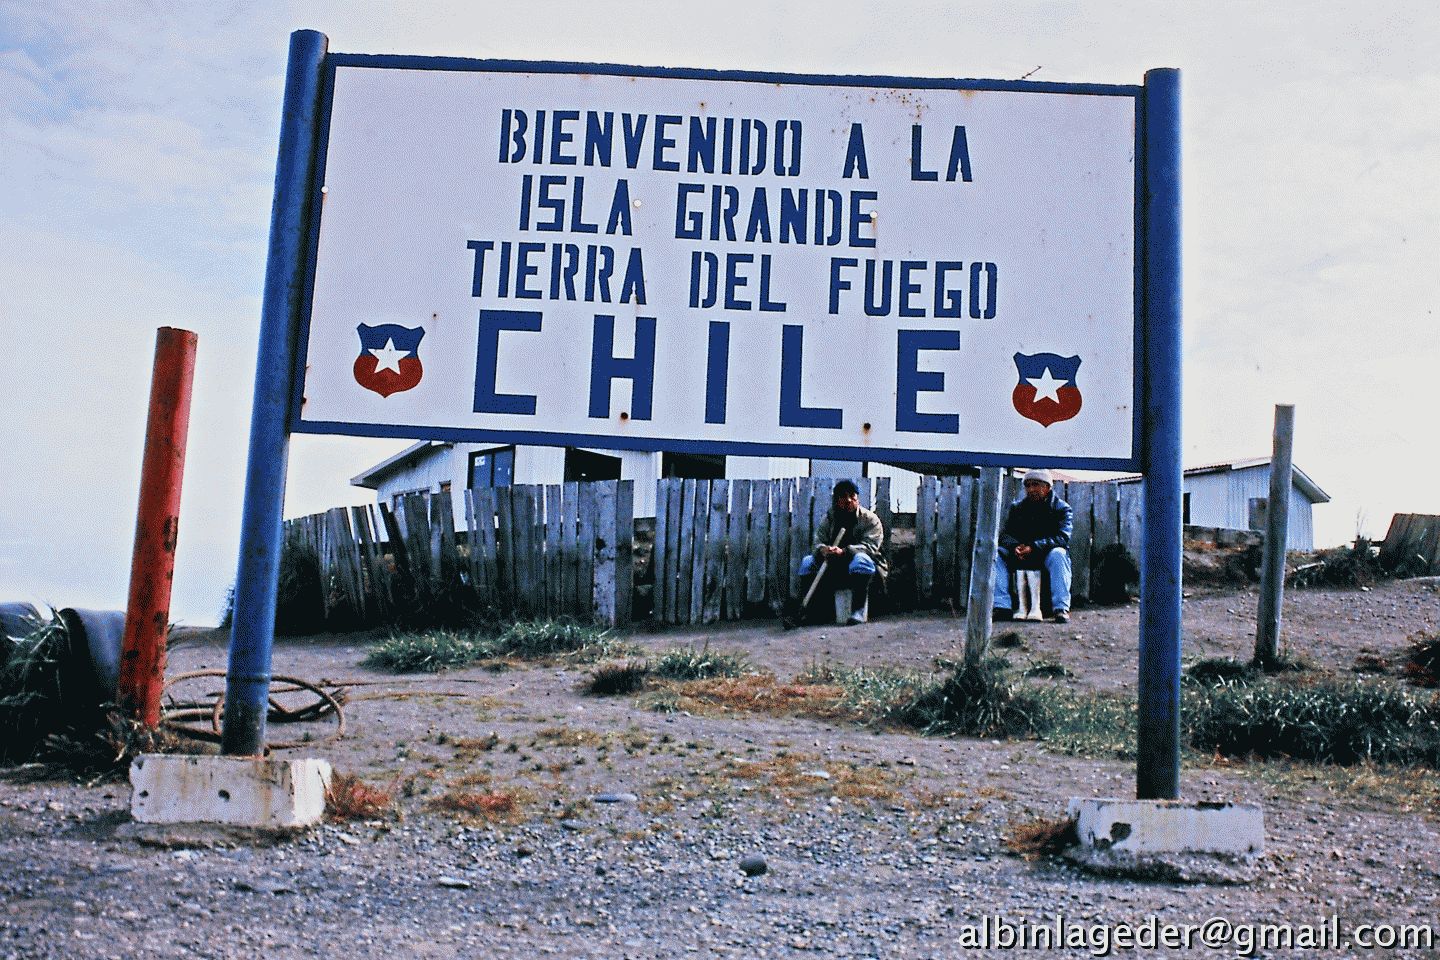 BIENVENIDO A LA
ISLA GRANDE
TIERRA DEL FUEGO
CHILE
albinlageder@gmail.com